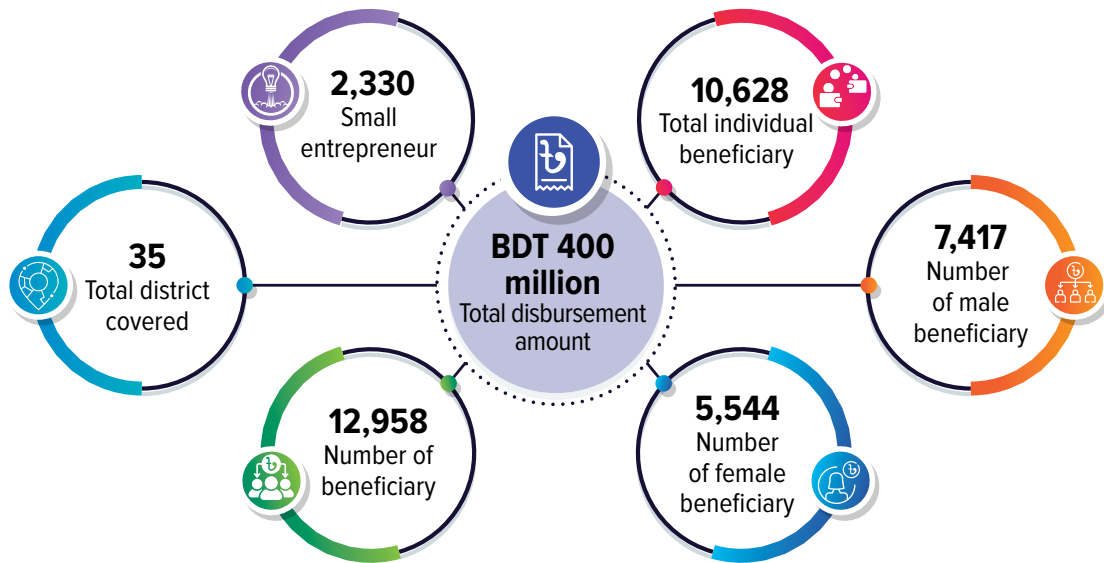 2,330
Small
entrepreneur
10,628
Total individual
beneficiary
35
Total district
covered
BDT 400
million
Total disbursement
amount
7,417
Number
of male
beneficiary
12,958
Number of
beneficiary
5,544
Number
of female
beneficiary